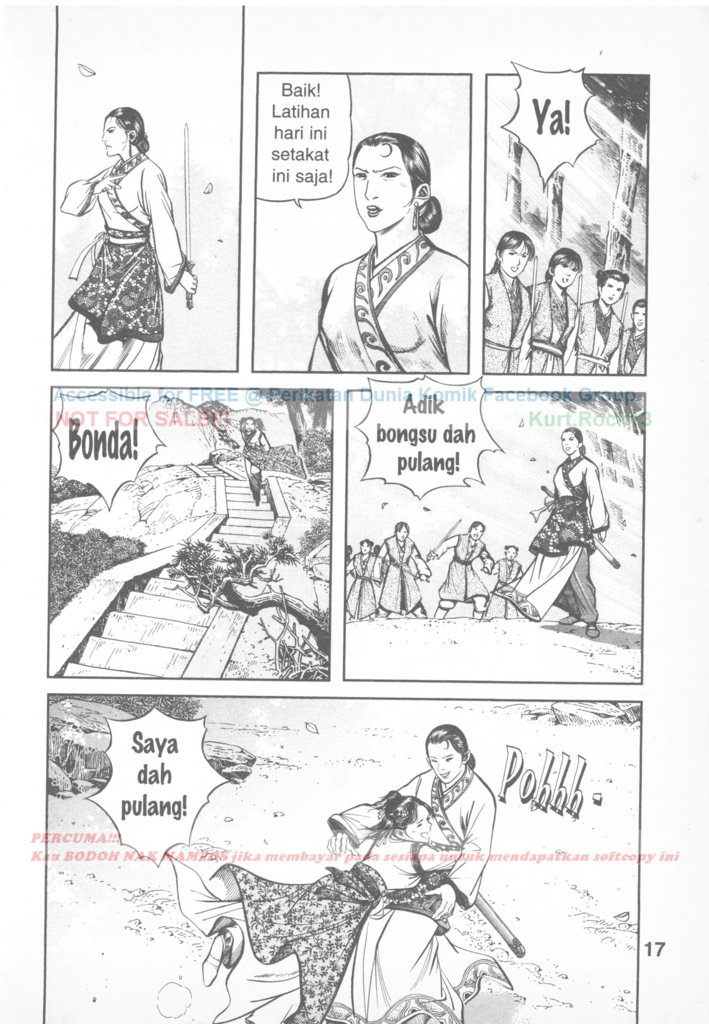 Baik!
Latihan
hari ini
setakat
ini saja!
Ya!
Accessible for FREE @ Perikatan Dunia Komik Facebook Group
NOT FOR SALE!!!
Kurt.Rock
Bonda!
Adik
bongsu dah
pulang!
Saya
dah
pulang!
Pohhh
PERCUMA!!!
Kau BODOH NAK MAMPUS jika membayar pada sesiapa untuk mendapatkan softcopy ini
17